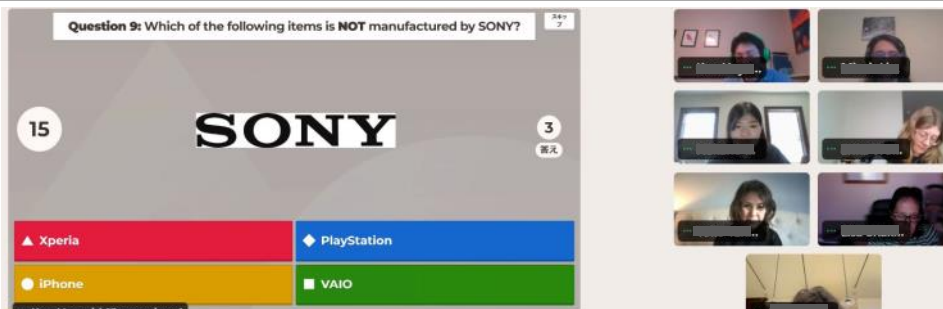 Question 9: Which of the following items is NOT manufactured by SONY?
スキップ
15
SONY
3
答え
Xperia
PlayStation
iPhone
VAIO